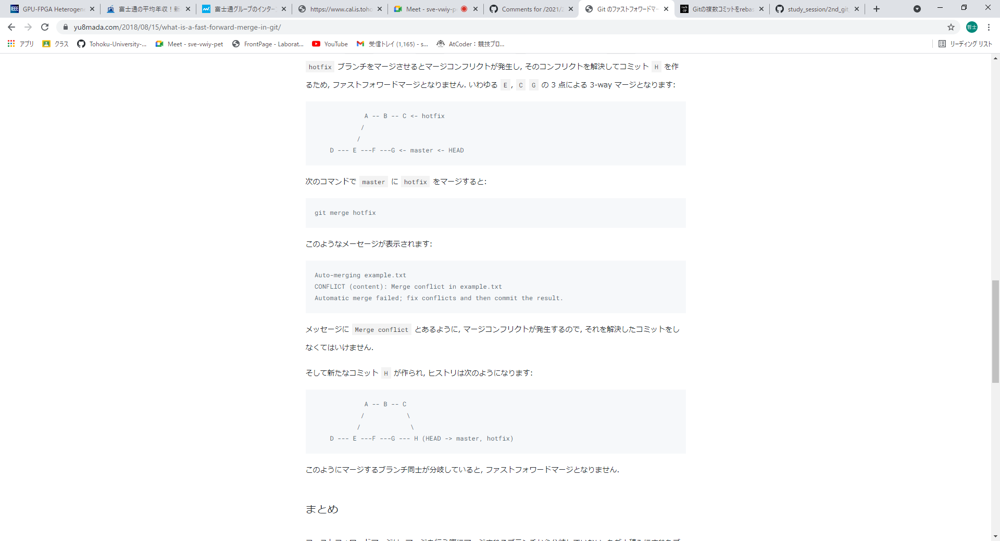 GPU-FPGA Heterogene
富士通の平均年収！新
富士通グループのインターン
https://www.cal.is.toho
Meet - sve-vwiy-p
Comments for /2021/2
Git のファストフォワードマー
Gitの複数コミットをrebas
study_session/2nd_git
yu8mada.com/2018/08/15/what-is-a-fast-forward-merge-in-git/
哲士
アプリ
クラス
Tohoku-University-...
Meet - sve-vwiy-pet
FrontPage - Laborat...
YouTube
受信トレイ (1,165) - s...
AtCoder：競技プロ...
リーディング リスト
hotfix ブランチをマージさせるとマージコンフリクトが発生し, そのコンフリクトを解決してコミット H を作
るため, ファストフォワードマージとなりません. いわゆる E , C G の 3 点による 3-way マージとなります:
A -- B -- C <- hotfix
/
/
D --- E ---F ---G <- master <- HEAD
次のコマンドで master に hotfix をマージすると:
git merge hotfix
このようなメーセージが表示されます:
Auto-merging example.txt
CONFLICT (content): Merge conflict in example.txt
Automatic merge failed; fix conflicts and then commit the result.
メッセージに Merge conflict とあるように, マージコンフリクトが発生するので, それを解決したコミットをし
なくてはいけません.
そして新たなコミット H が作られ, ヒストリは次のようになります:
A -- B -- C
/ \
/ \
D --- E ---F ---G --- H (HEAD -> master, hotfix)
このようにマージするブランチ同士が分岐していると, ファストフォワードマージとなりません.
まとめ